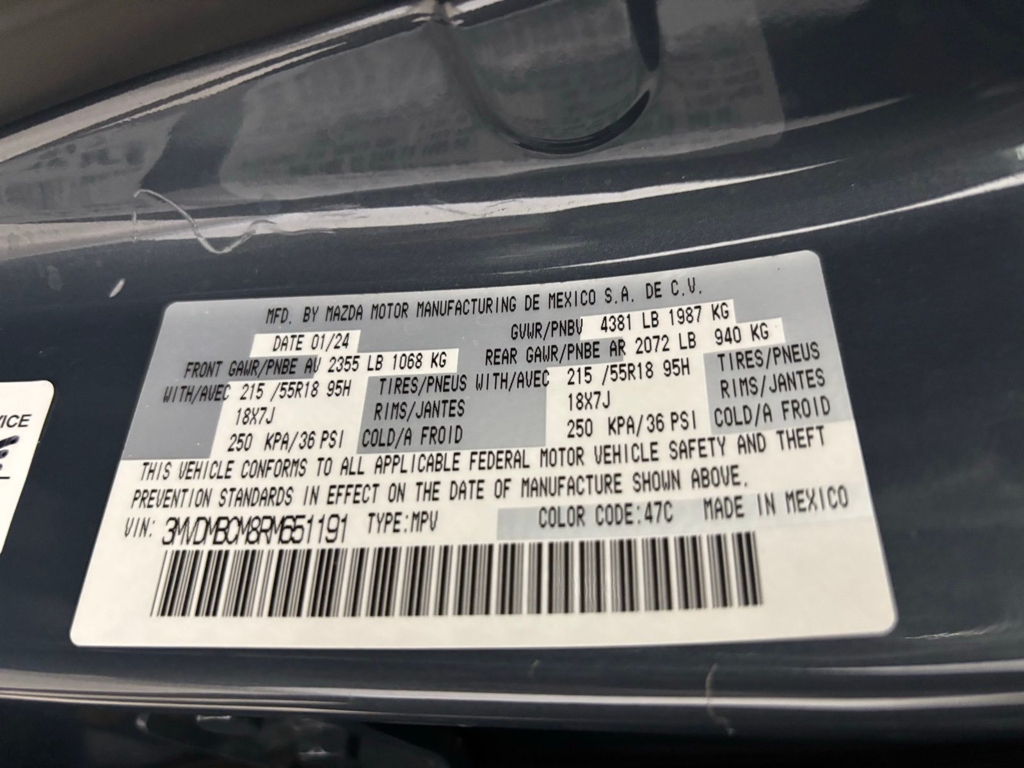 MFD. BY MAZDA MOTOR MANUFACTURING DE MEXICO S.A. DE C.V.
DATE 01/24 GVWR/PNBV 4381 LB 1987 KG
FRONT GAWR/PNBE AV 2355 LB 1068 KG REAR GAWR/PNBE AR 2072 LB 940 KG
WITH/AVEC 215 /55R18 95H TIRES/PNEUS WITH/AVEC 215 /55R18 95H TIRES/PNEUS
18X7J RIMS/JANTES 18X7J RIMS/JANTES
250 KPA/36 PSI COLD/A FROID 250 KPA/36 PSI COLD/A FROID
THIS VEHICLE CONFORMS TO ALL APPLICABLE FEDERAL MOTOR VEHICLE SAFETY AND THEFT
PREVENTION STANDARDS IN EFFECT ON THE DATE OF MANUFACTURE SHOWN ABOVE.
VIN: 3MVDMBCM8RM651191 TYPE:MPV COLOR CODE:47C MADE IN MEXICO
VICE